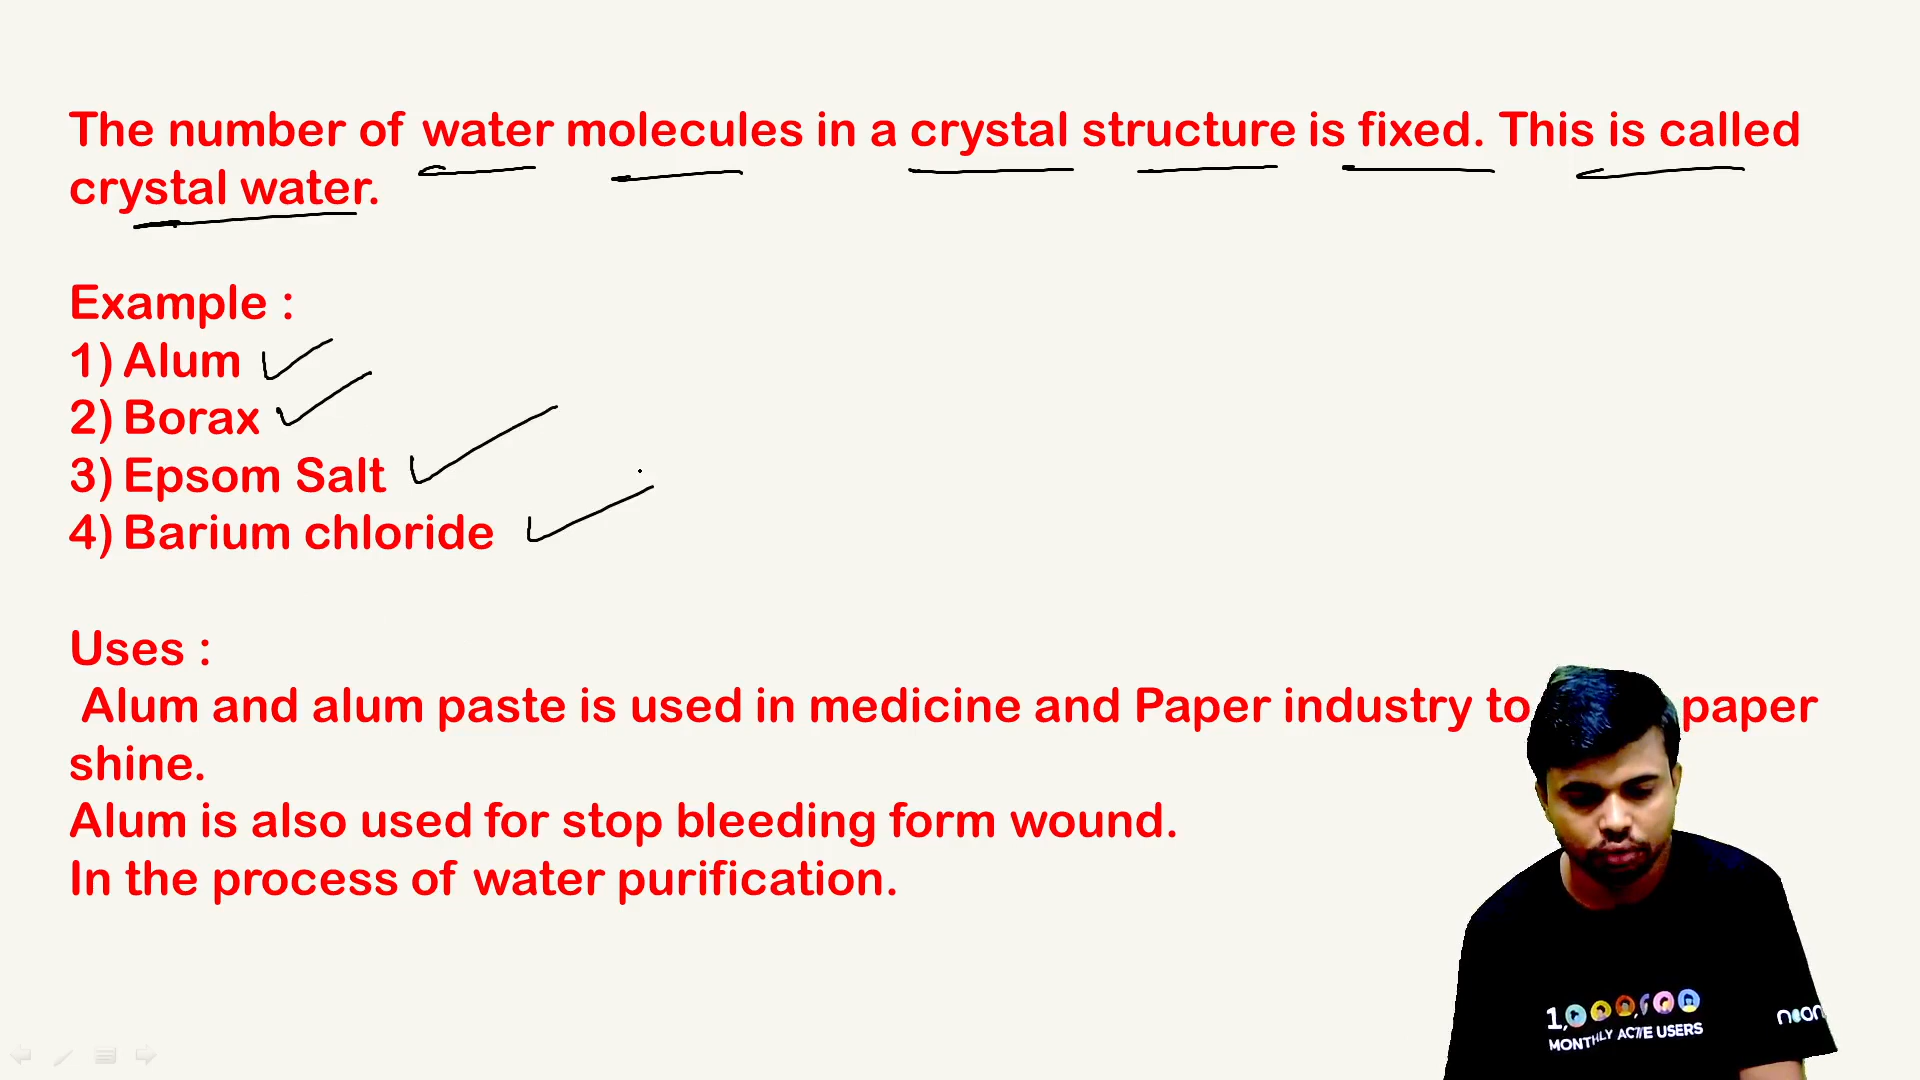 The number of water molecules in a crystal structure is fixed. This is called
crystal water.
Example :
1) Alum
2) Borax
3) Epsom Salt
4) Barium chloride
Uses :
Alum and alum paste is used in medicine and Paper industry to paper
shine.
Alum is also used for stop bleeding form wound.
In the process of water purification.
MONTHLY ACTIVE USERS